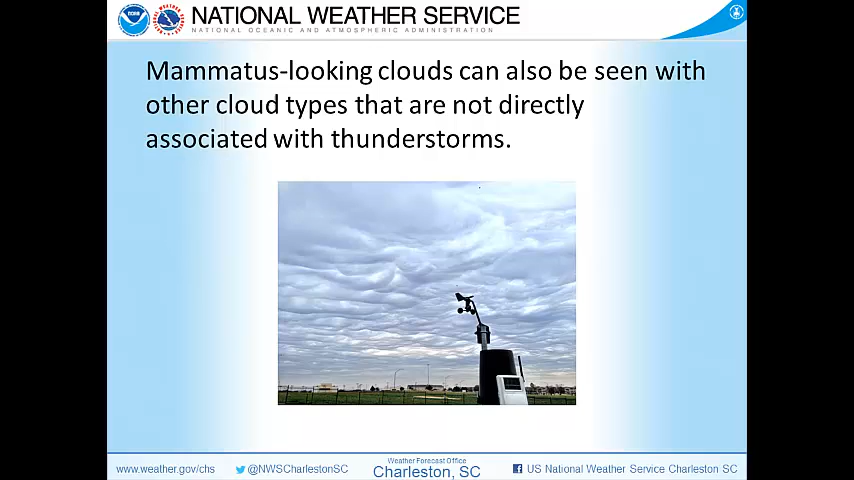 NATIONAL WEATHER SERVICE
NATIONAL OCEANIC AND ATMOSPHERIC ADMINISTRATION
Mammatus-looking clouds can also be seen with
other cloud types that are not directly
associated with thunderstorms.
www.weather.gov/chs
@NWSCharlestonSC
Weather Forecast Office
Charleston, SC
US National Weather Service Charleston SC